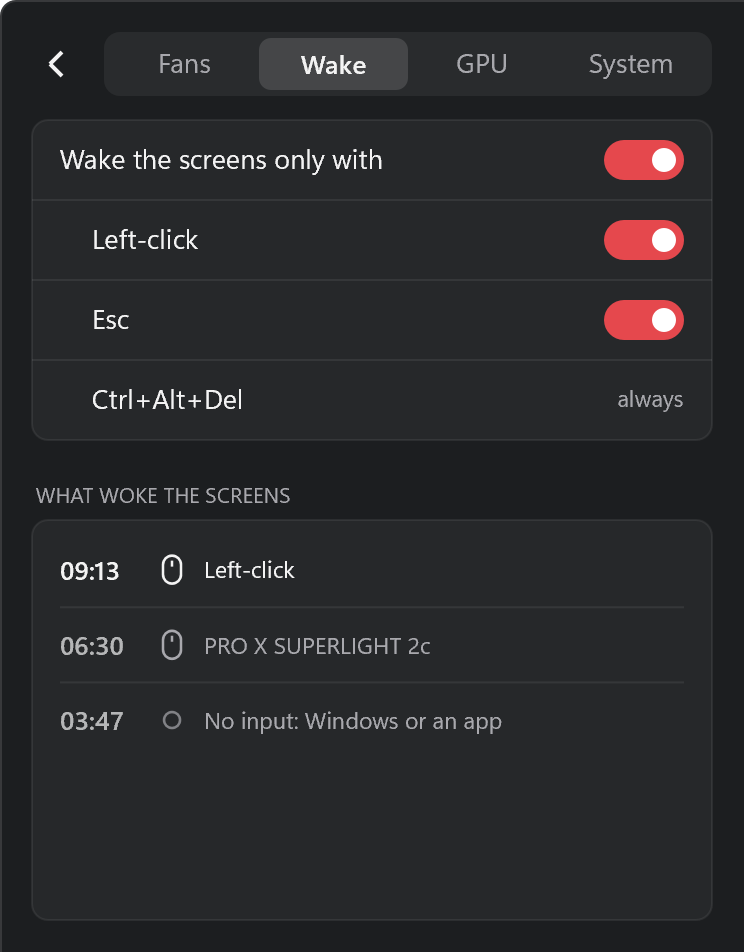 Fans Wake GPU System
Wake the screens only with
Left-click
Esc
Ctrl+Alt+Del always
WHAT WOKE THE SCREENS
09:13 Left-click
06:30 PRO X SUPERLIGHT 2c
03:47 No input: Windows or an app